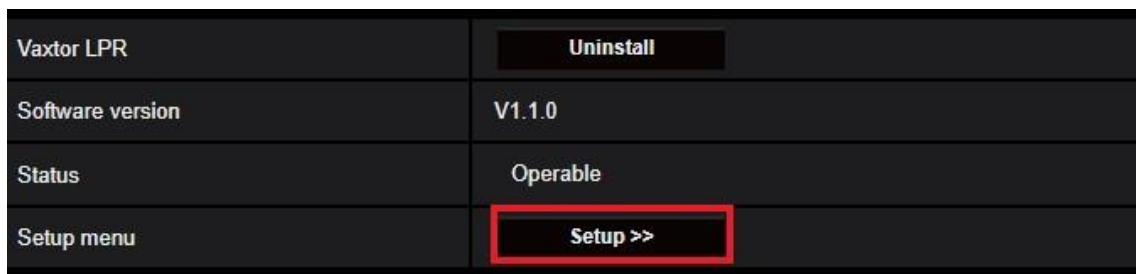 Vaxtor LPR Uninstall
Software version V1.1.0
Status Operable
Setup menu Setup >>